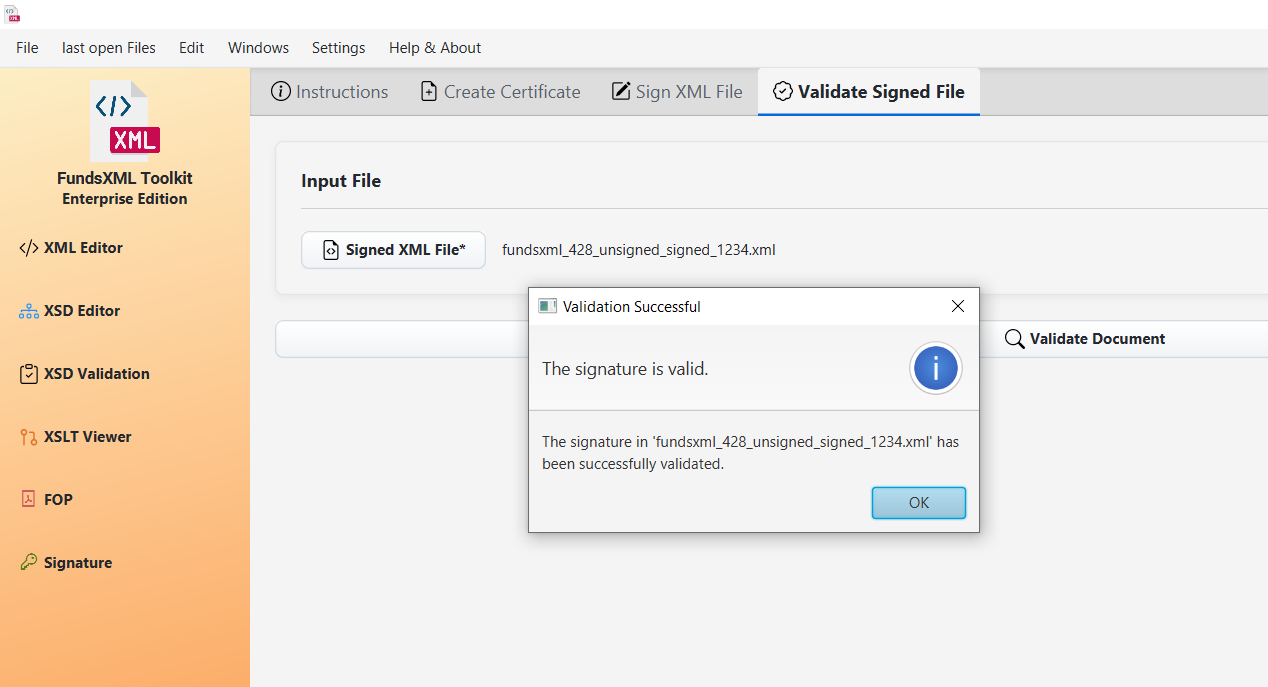 File last open Files Edit Windows Settings Help & About
</> XML
FundsXML Toolkit
Enterprise Edition
XML Editor
XSD Editor
XSD Validation
XSLT Viewer
FOP
Signature
Instructions Create Certificate Sign XML File Validate Signed File
Input File
Signed XML File* fundsxml_428_unsigned_signed_1234.xml
Validate Document
Validation Successful
The signature is valid.
The signature in 'fundsxml_428_unsigned_signed_1234.xml' has
been successfully validated.
OK